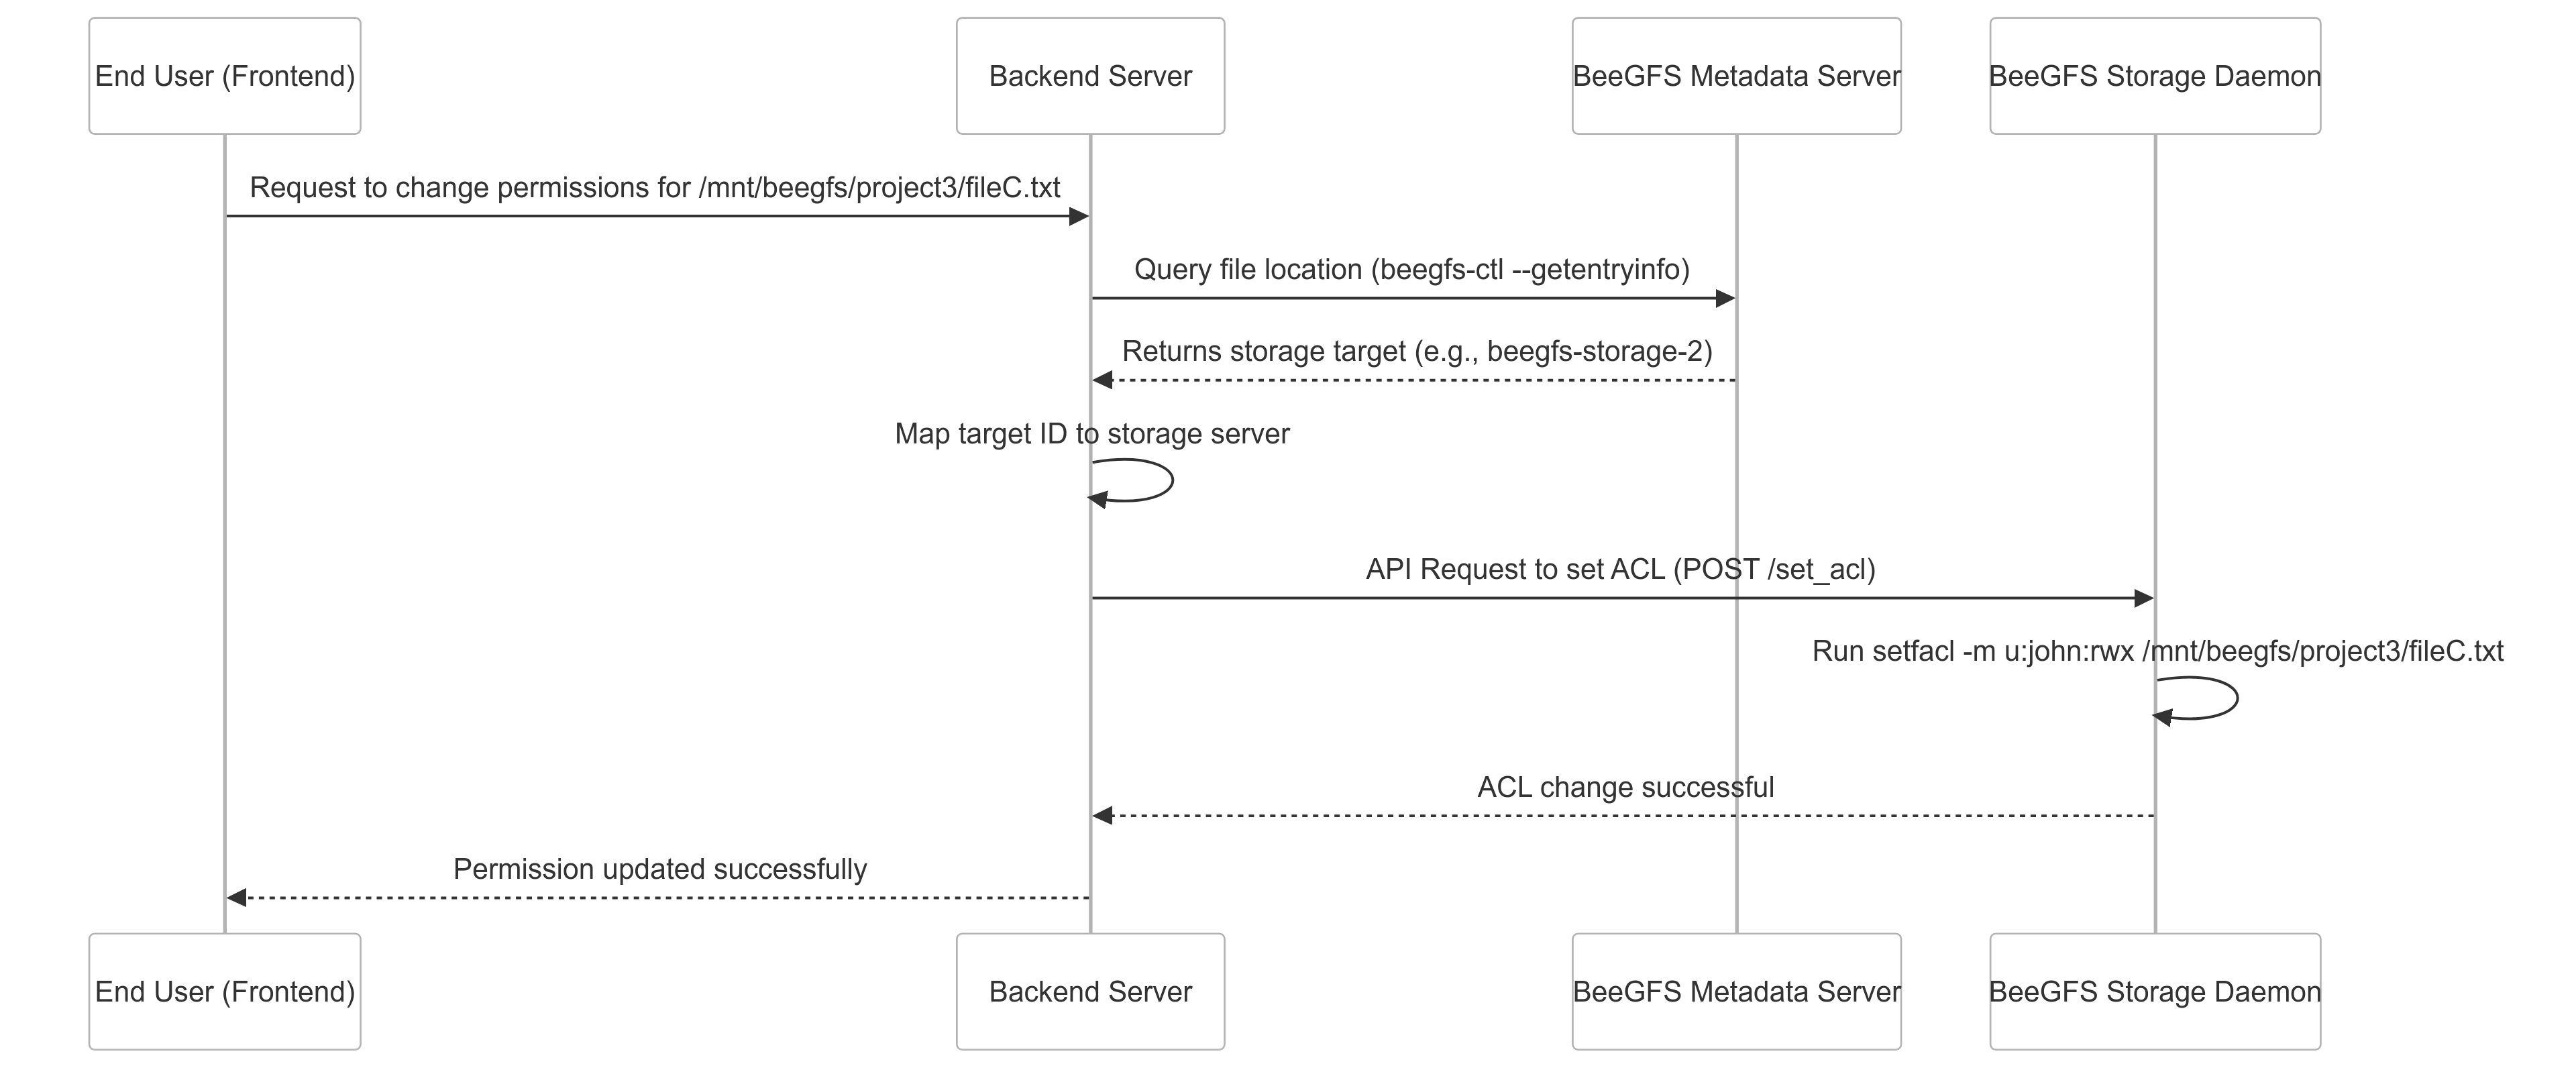 End User (Frontend)
Backend Server
BeeGFS Metadata Server
BeeGFS Storage Daemon
Request to change permissions for /mnt/beegfs/project3/fileC.txt
Query file location (beegfs-ctl --getentryinfo)
Returns storage target (e.g., beegfs-storage-2)
Map target ID to storage server
API Request to set ACL (POST /set_acl)
Run setfacl -m u:john:rwx /mnt/beegfs/project3/fileC.txt
ACL change successful
Permission updated successfully
End User (Frontend)
Backend Server
BeeGFS Metadata Server
BeeGFS Storage Daemon